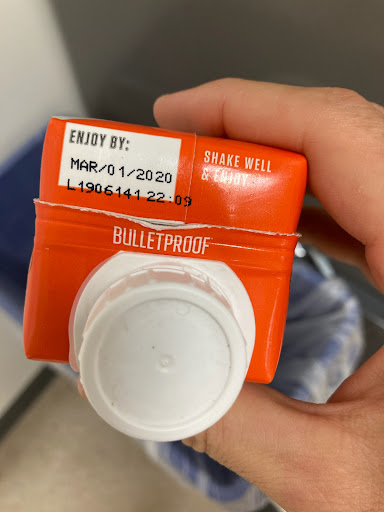 ENJOY BY:
MAR/01/2020
L1906141 22:09
SHAKE WELL
& ENJOY
BULLETPROOF